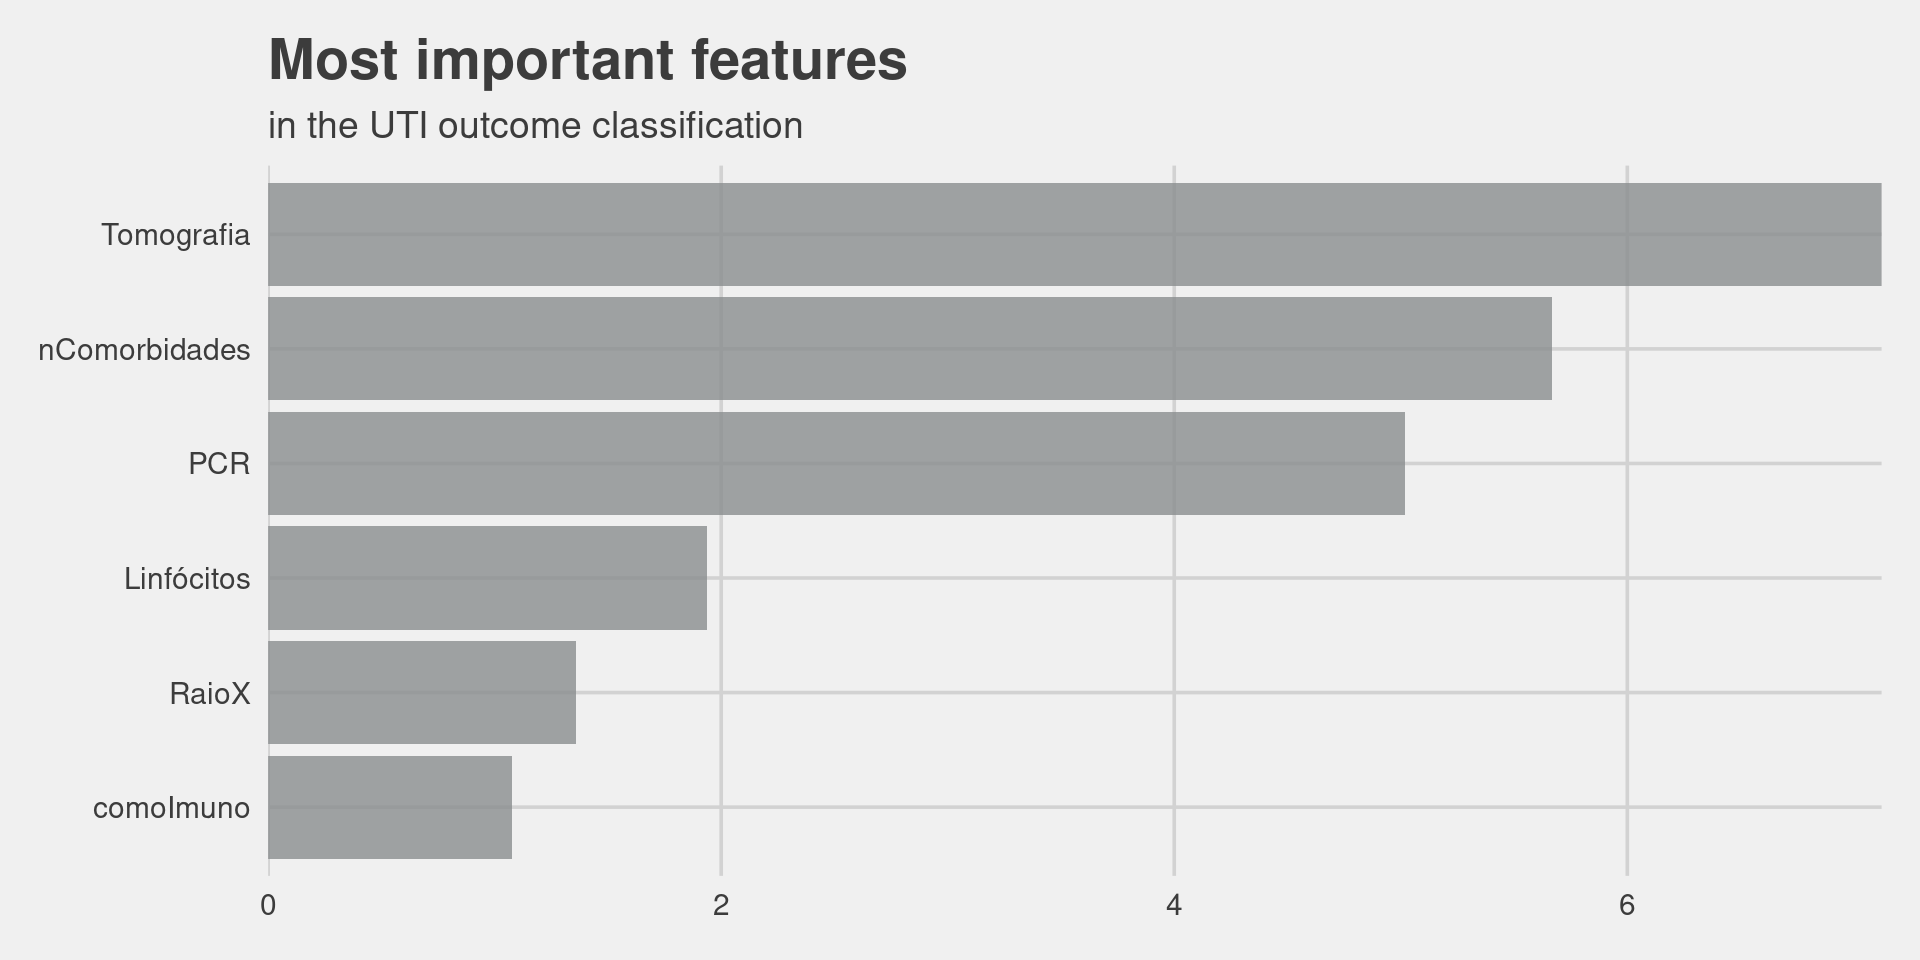 Most important features
in the UTI outcome classification
Tomografia
nComorbidades
PCR
Linfócitos
RaioX
comoImuno
0 2 4 6